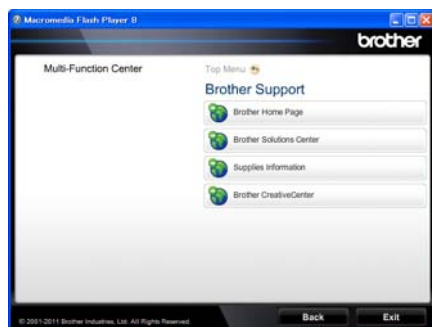 Macromedia Flash Player 8
brother
Multi-Function Center
Top Menu
Brother Support
Brother Home Page
Brother Solutions Center
Supplies Information
Brother CreativeCenter
© 2001-2011 Brother Industries, Ltd. All Rights Reserved.
Back
Exit